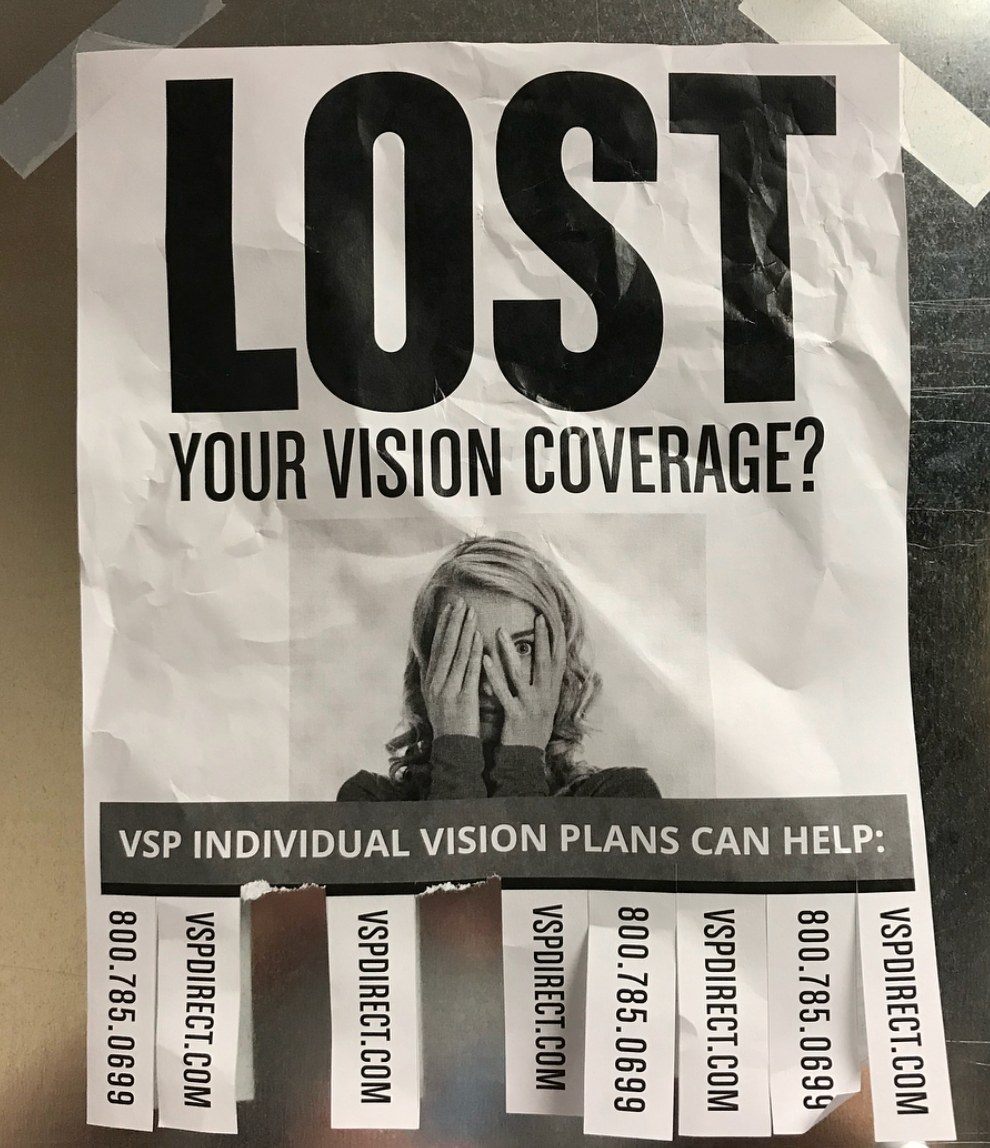 LOST
YOUR VISION COVERAGE?
VSP INDIVIDUAL VISION PLANS CAN HELP:
800.785.0699
VSPDIRECT.COM
VSPDIRECT.COM
VSPDIRECT.COM
800.785.0699
VSPDIRECT.COM
800.785.0699
VSPDIRECT.COM